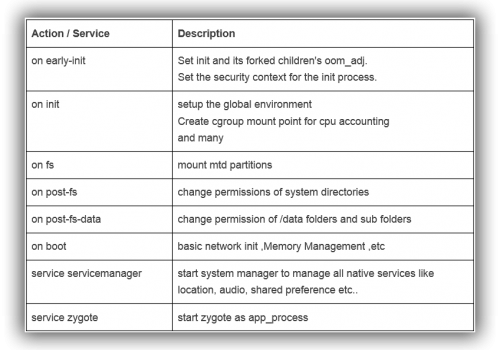 Action / Service Description
on early-init Set init and its forked children's oom_adj.
Set the security context for the init process.
on init setup the global environment
Create cgroup mount point for cpu accounting
and many
on fs mount mtd partitions
on post-fs change permissions of system directories
on post-fs-data change permission of /data folders and sub folders
on boot basic network init ,Memory Management ,etc
service servicemanager start system manager to manage all native services like
location, audio, shared preference etc..
service zygote start zygote as app_process